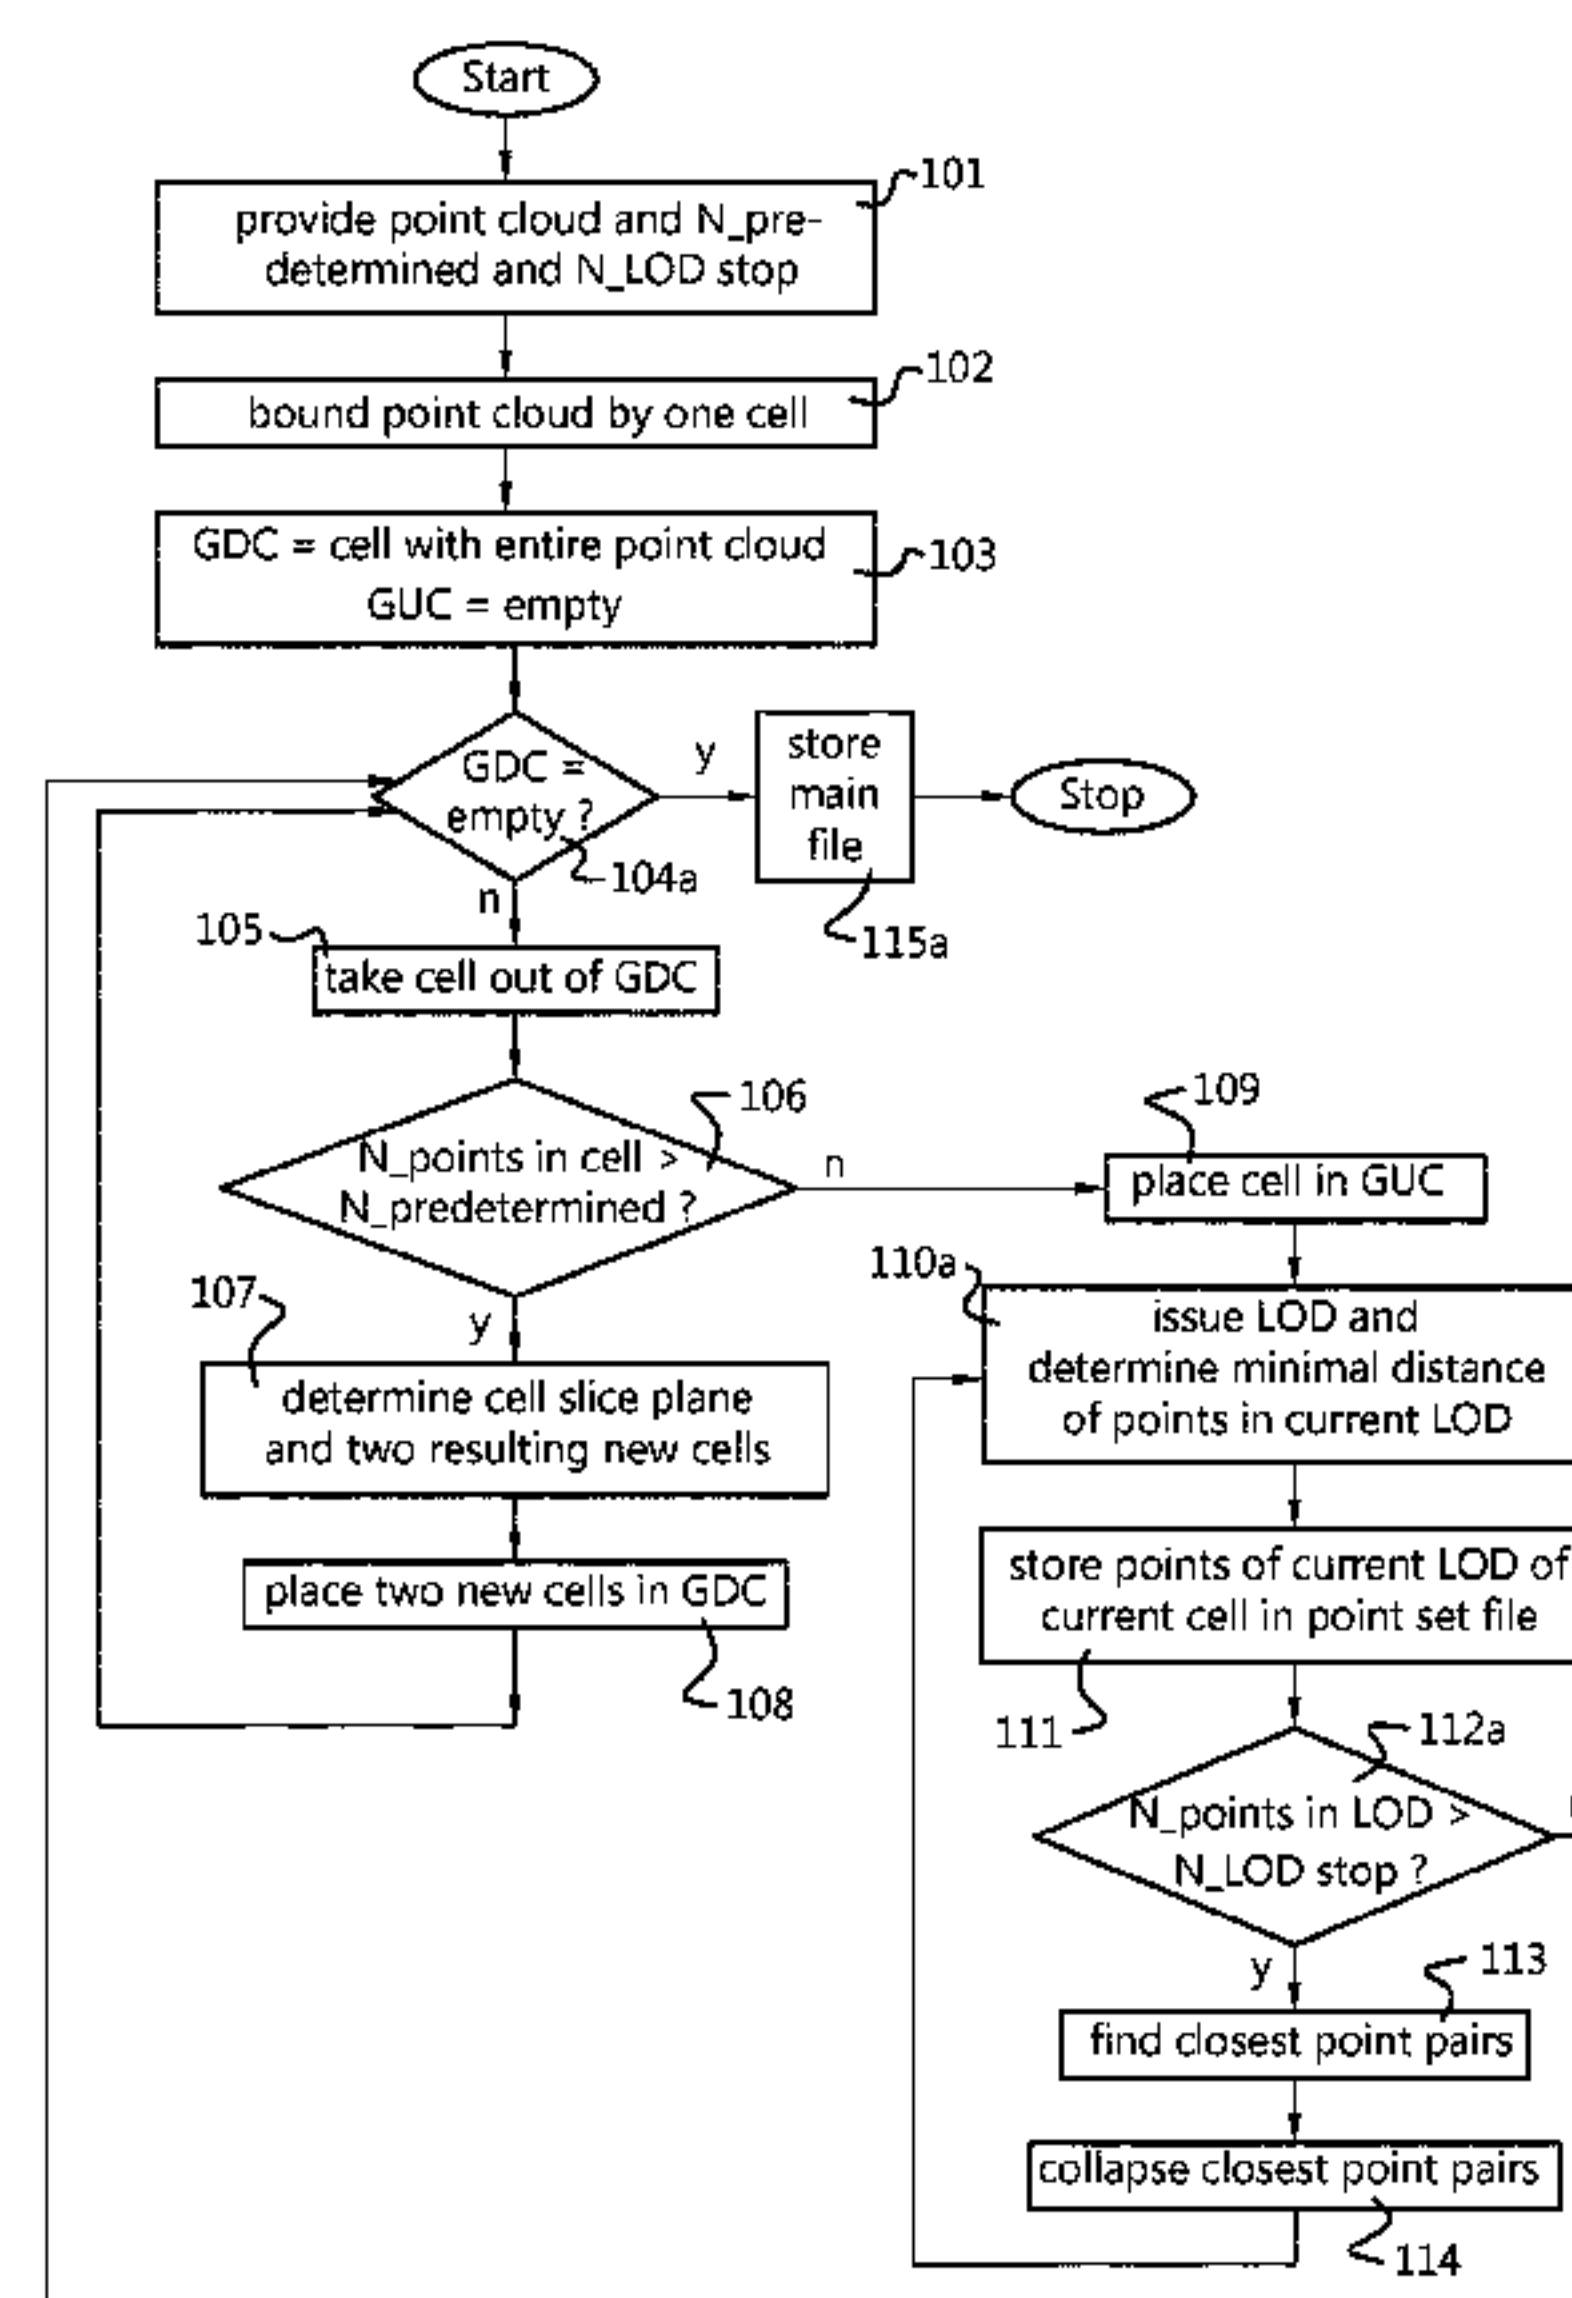 Start
101
provide point cloud and N_pre-
determined and N_LOD stop
102
bound point cloud by one cell
103
GDC = cell with entire point cloud
GUC = empty
GDC =
empty ?
104a
y
n
store
main
file
115a
Stop
105
take cell out of GDC
106
N_points in cell >
N_predetermined ?
n
y
107
determine cell slice plane
and two resulting new cells
place two new cells in GDC
108
109
place cell in GUC
110a
issue LOD and
determine minimal distance
of points in current LOD
store points of current LOD of
current cell in point set file
111
112a
N_points in LOD >
N_LOD stop ?
y
113
find closest point pairs
collapse closest point pairs
114